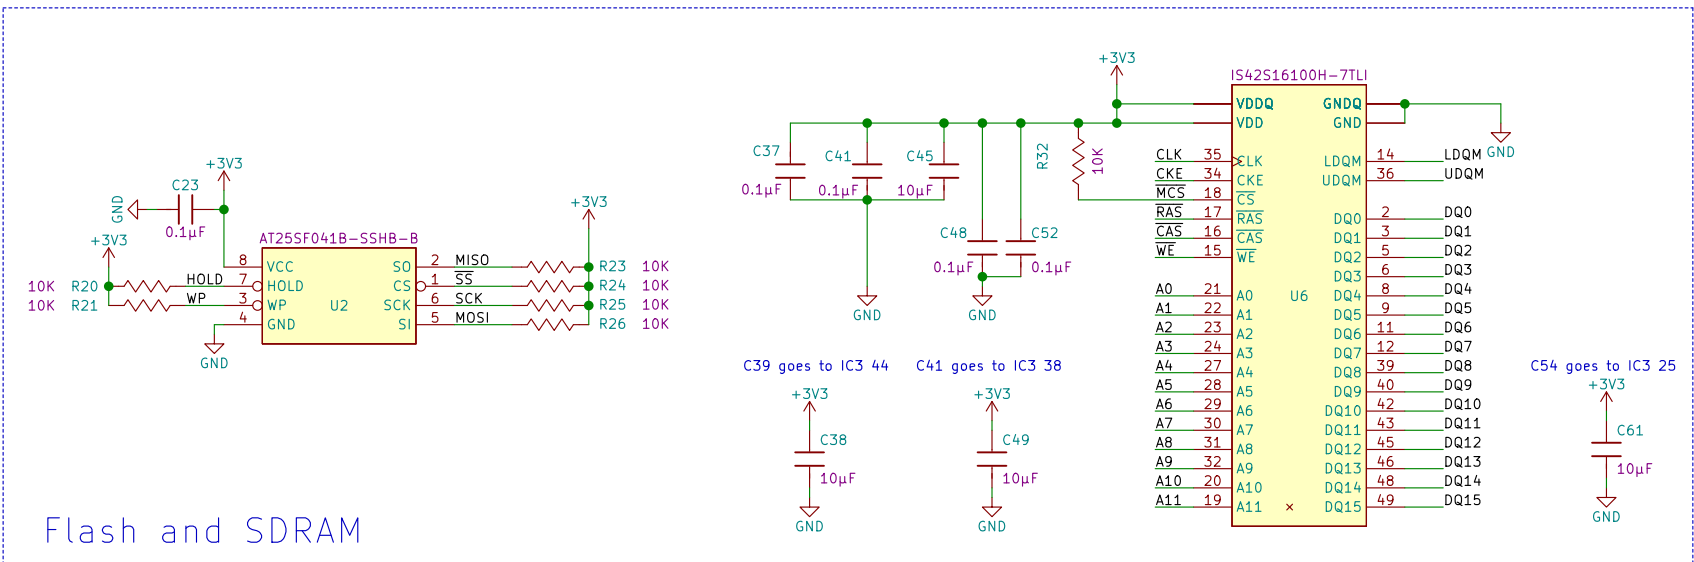 +3V3
C23
GND
0.1µF
+3V3
AT25SF041B-SSHB-B
8 VCC
7 HOLD
3 WP
4 GND
U2
SO 2 MISO
CS 1 SS
SCK 6 SCK
SI 5 MOSI
10K R20 HOLD
10K R21 WP
GND
+3V3
R23 10K
R24 10K
R25 10K
R26 10K
Flash and SDRAM
C37
0.1µF
C41
0.1µF
C45
10µF
C48
0.1µF
C52
0.1µF
GND
GND
R32
10K
+3V3
C39 goes to IC3 44
+3V3
C38
10µF
GND
C41 goes to IC3 38
+3V3
C49
10µF
GND
IS42S16100H-7TLI
VDDQ
VDD
CLK 35 CLK
CKE 34 CKE
MCS 18 CS
RAS 17 RAS
CAS 16 CAS
WE 15 WE
A0 21 A0
A1 22 A1
A2 23 A2
A3 24 A3
A4 27 A4
A5 28 A5
A6 29 A6
A7 30 A7
A8 31 A8
A9 32 A9
A10 20 A10
A11 19 A11
U6
GNDQ
GND
GND
LDQM 14 LDQM
UDQM 36 UDQM
DQ0 2 DQ0
DQ1 3 DQ1
DQ2 5 DQ2
DQ3 6 DQ3
DQ4 8 DQ4
DQ5 9 DQ5
DQ6 11 DQ6
DQ7 12 DQ7
DQ8 39 DQ8
DQ9 40 DQ9
DQ10 42 DQ10
DQ11 43 DQ11
DQ12 45 DQ12
DQ13 46 DQ13
DQ14 48 DQ14
DQ15 49 DQ15
C54 goes to IC3 25
+3V3
C61
10µF
GND